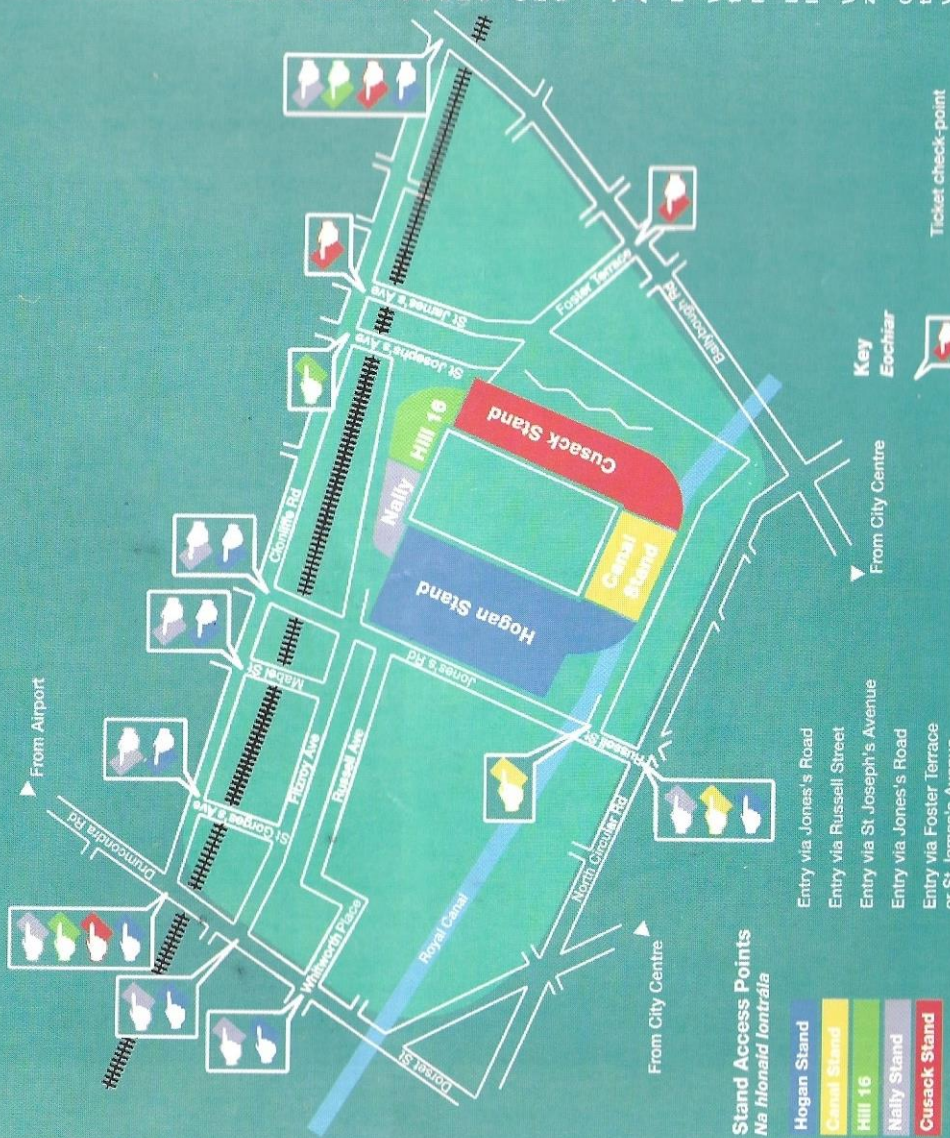 From Airport
Drumcondra Rd
St Gorges's Ave
Mabel St
Clonliffe Rd
St Joseph's Ave
St James's Ave
Fitzroy Ave
Russell Ave
Whitworth Place
Jones's Rd
Nally
Hill 16
Hogan Stand
Cusack Stand
Canal
Stand
Foster Terrace
Ballybough Rd
Royal Canal
Dorset St
North Circular Rd
Russell St
From City Centre
From City Centre
Stand Access Points
Na hIonaid Iontrála
Hogan Stand Entry via Jones's Road
Canal Stand Entry via Russell Street
Hill 16 Entry via St Joseph's Avenue
Nally Stand Entry via Jones's Road
Cusack Stand Entry via Foster Terrace
or St
Key
Eochiar
Ticket check-point